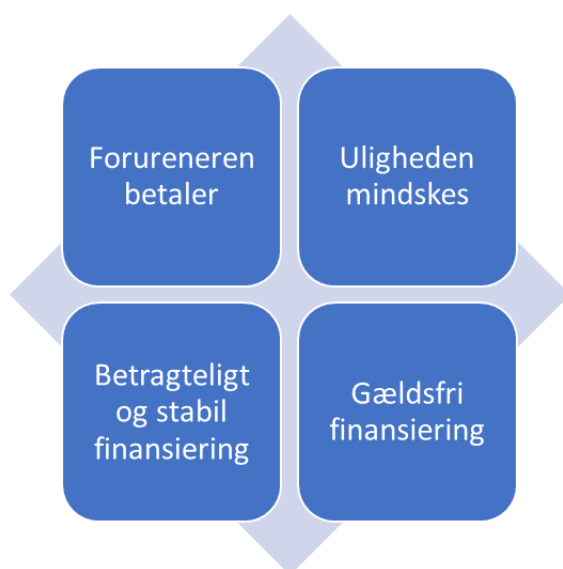 Forureneren
betaler
Uligheden
mindskes
Betragteligt
og stabil
finansiering
Gældsfri
finansiering